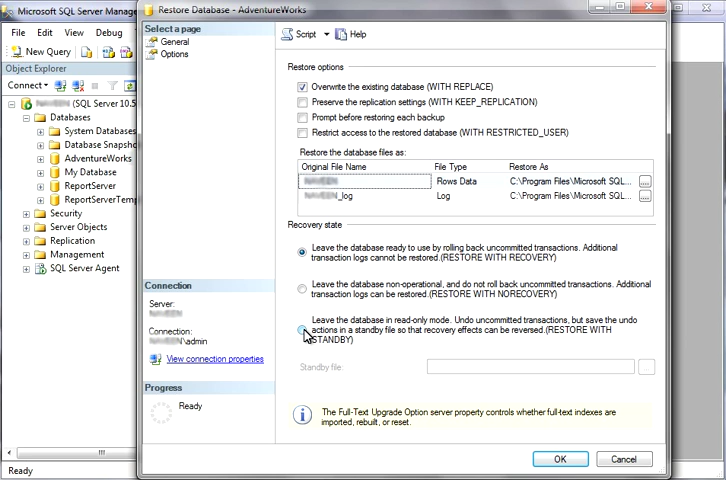 Microsoft SQL Server Manage
File Edit View Debug
New Query
Object Explorer
Connect
(SQL Server 10.5
Databases
System Databases
Database Snapsho
AdventureWorks
My Database
ReportServer
ReportServerTemp
Security
Server Objects
Replication
Management
SQL Server Agent
Ready
Restore Database - AdventureWorks
Select a page
General
Options
Connection
Server:
Connection:
\admin
View connection properties
Progress
Ready
Script Help
Restore options
Overwrite the existing database (WITH REPLACE)
Preserve the replication settings (WITH KEEP_REPLICATION)
Prompt before restoring each backup
Restrict access to the restored database (WITH RESTRICTED_USER)
Restore the database files as:
Original File Name File Type Restore As
Rows Data C:\Program Files\Microsoft SQL...
_log Log C:\Program Files\Microsoft SQL...
Recovery state
Leave the database ready to use by rolling back uncommitted transactions. Additional
transaction logs cannot be restored.(RESTORE WITH RECOVERY)
Leave the database non-operational, and do not roll back uncommitted transactions. Additional
transaction logs can be restored.(RESTORE WITH NORECOVERY)
Leave the database in read-only mode. Undo uncommitted transactions, but save the undo
actions in a standby file so that recovery effects can be reversed.(RESTORE WITH
STANDBY)
Standby file
The Full-Text Upgrade Option server property controls whether full-text indexes are
imported, rebuilt, or reset.
OK Cancel